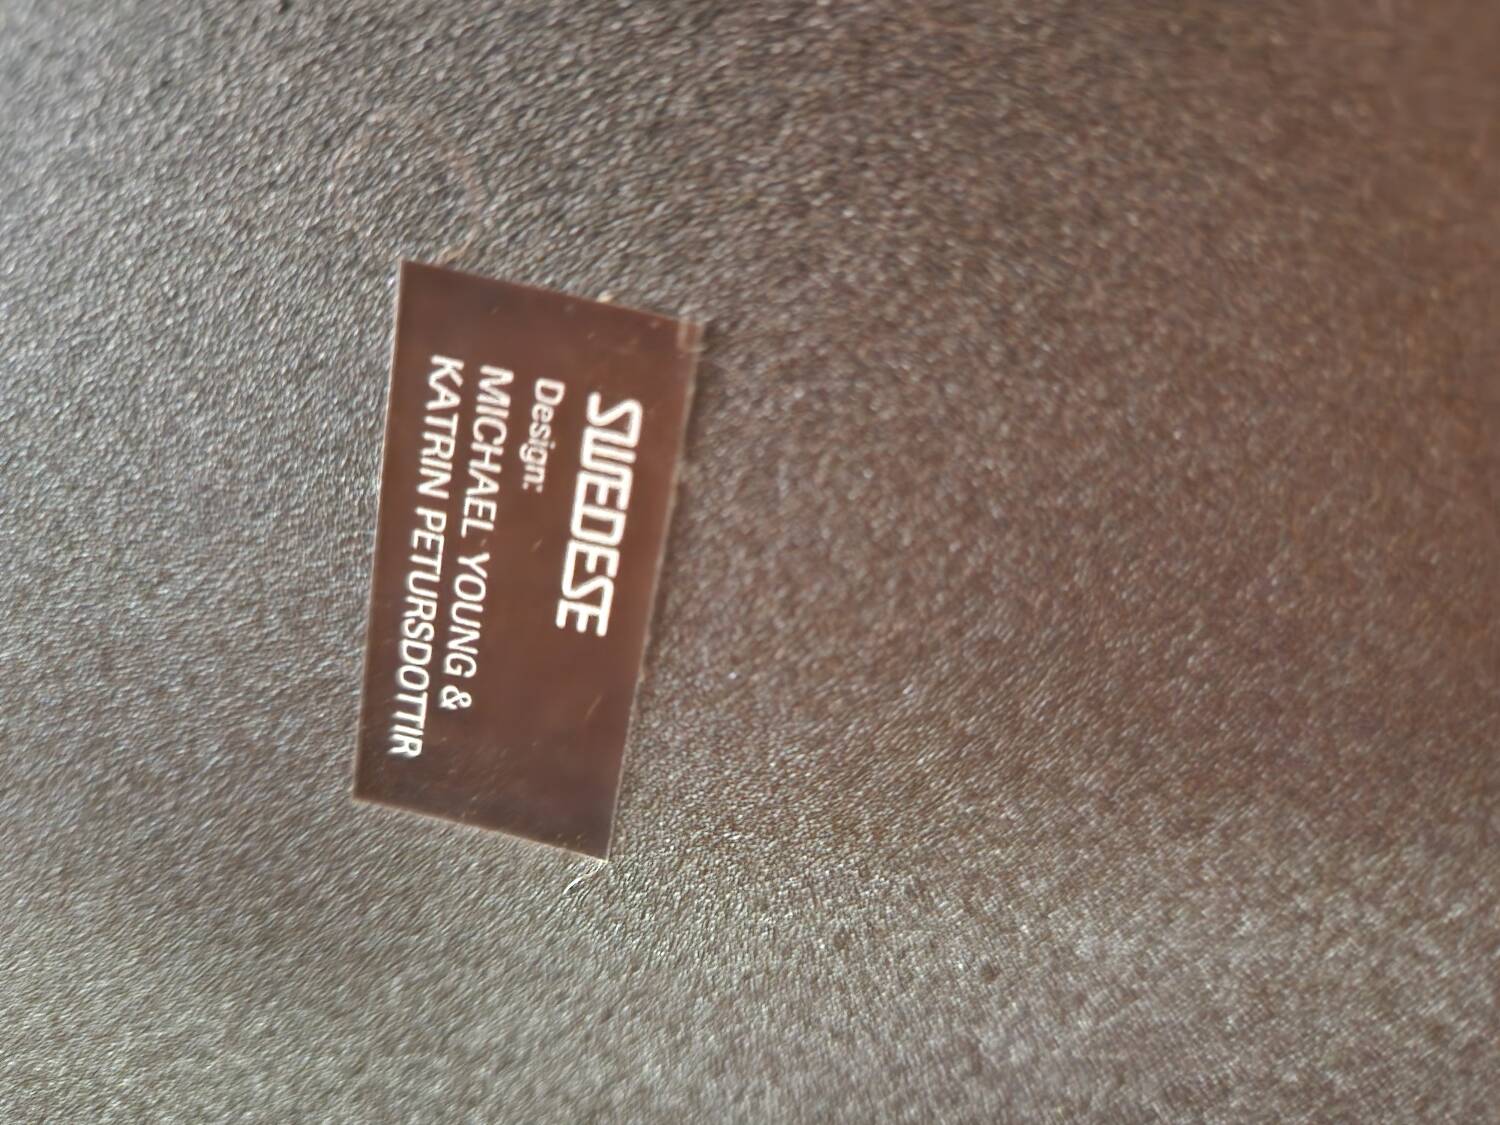 SWEDESE
Design:
MICHAEL YOUNG &
KATRIN PETURSDOTTIR